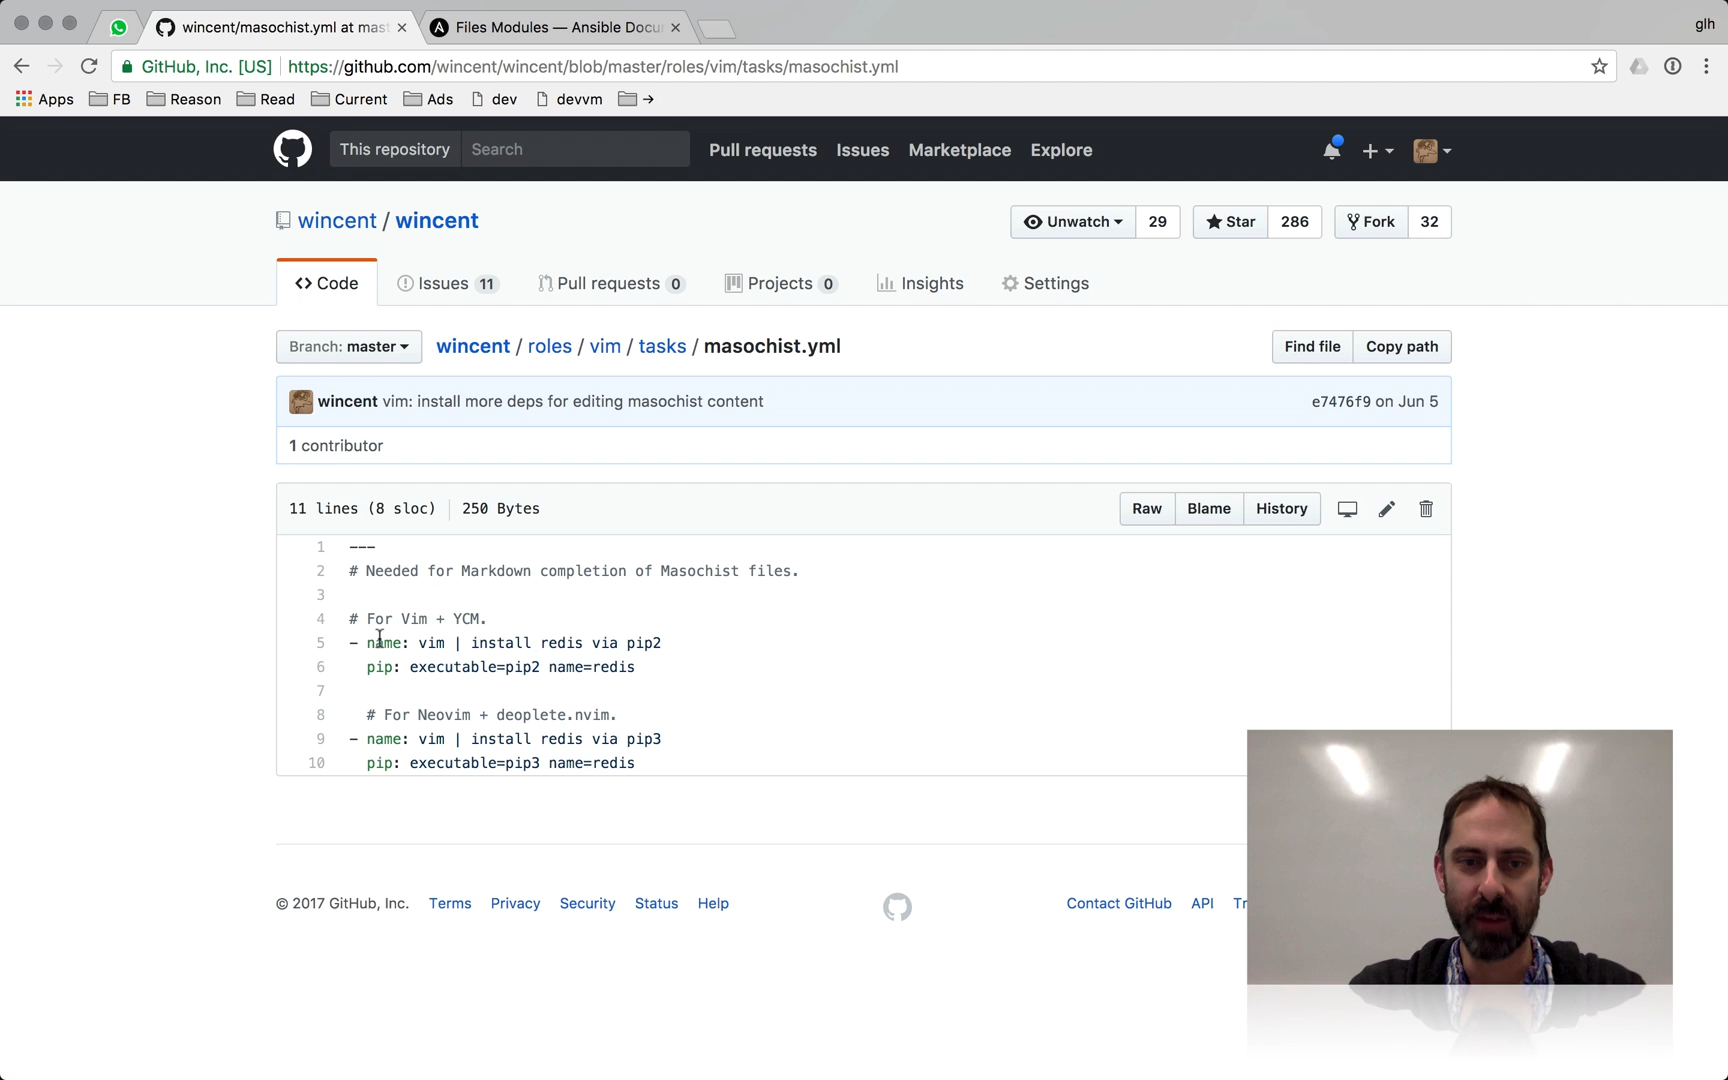 wincent/masochist.yml at mast
Files Modules — Ansible Docu
glh
GitHub, Inc. [US]
https://github.com/wincent/wincent/blob/master/roles/vim/tasks/masochist.yml
Apps FB Reason Read Current Ads dev devvm →
This repository Search Pull requests Issues Marketplace Explore
wincent / wincent
Unwatch 29 Star 286 Fork 32
<> Code Issues 11 Pull requests 0 Projects 0 Insights Settings
Branch: master wincent / roles / vim / tasks / masochist.yml Find file Copy path
wincent vim: install more deps for editing masochist content e7476f9 on Jun 5
1 contributor
11 lines (8 sloc) 250 Bytes Raw Blame History
1 ---
2 # Needed for Markdown completion of Masochist files.
3
4 # For Vim + YCM.
5 - name: vim | install redis via pip2
6 pip: executable=pip2 name=redis
7
8 # For Neovim + deoplete.nvim.
9 - name: vim | install redis via pip3
10 pip: executable=pip3 name=redis
© 2017 GitHub, Inc. Terms Privacy Security Status Help Contact GitHub API Tr